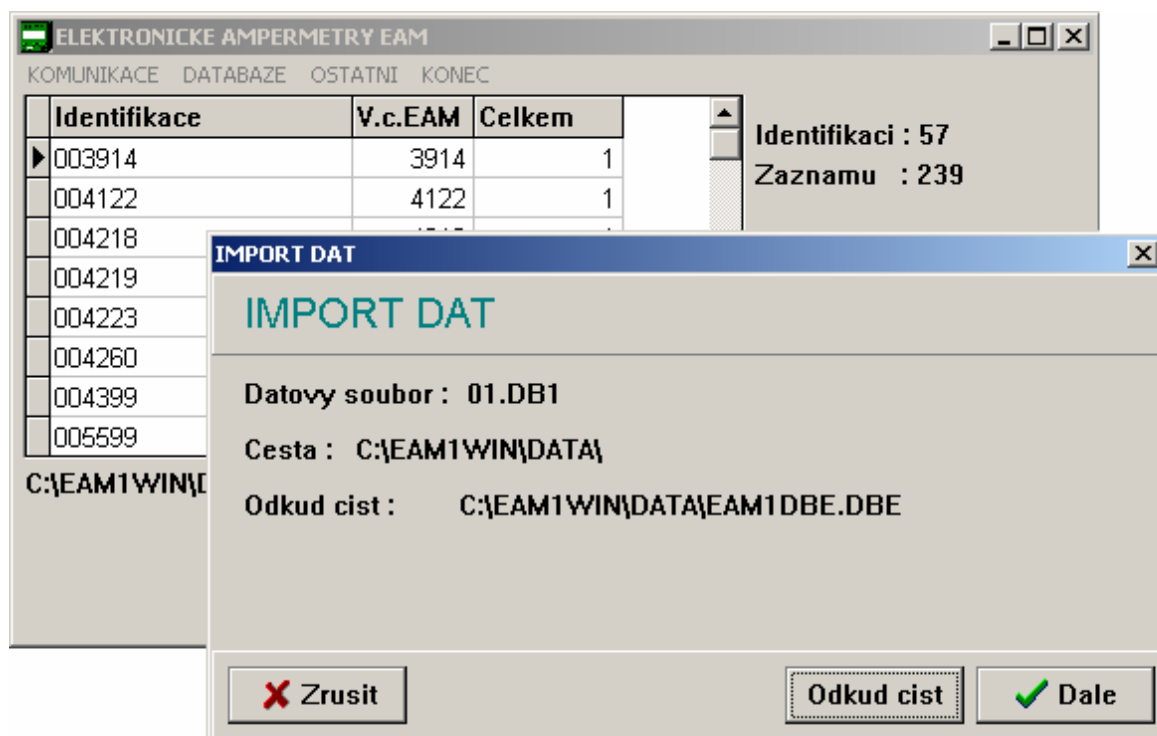 ELEKTRONICKE AMPERMETRY EAM
KOMUNIKACE DATABAZE OSTATNI KONEC
Identifikace V.c.EAM Celkem
003914 3914 1
004122 4122 1
004218
004219
004223
004260
004399
005599
Identifikaci : 57
Zaznamu : 239
C:\EAM1WIN\
IMPORT DAT
IMPORT DAT
Datovy soubor : 01.DB1
Cesta : C:\EAM1WIN\DATA\
Odkud cist : C:\EAM1WIN\DATA\EAM1DBE.DBE
Zrusit Odkud cist Dale